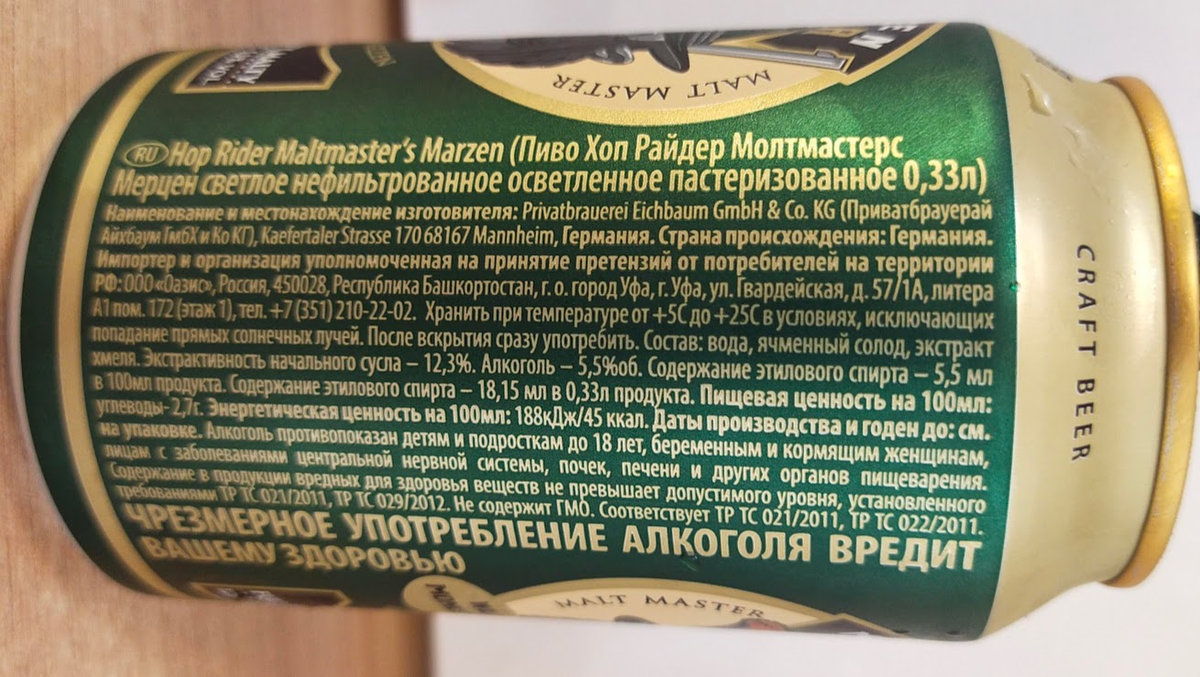 MALT MASTER
RU Hop Rider Maltmaster's Marzen (Пиво Хоп Райдер Молтмастерс
Мерцен светлое нефильтрованное осветленное пастеризованное 0,33л)
Наименование и местонахождение изготовителя: Privatbrauerei Eichbaum GmbH & Co. KG (Приватбрауерай
Айхбаум ГмбХ и Ко КГ), Kaefertaler Strasse 170 68167 Mannheim, Германия. Страна происхождения: Германия.
Импортер и организация уполномоченная на принятие претензий от потребителей на территории
РФ: ООО «Оазис», Россия, 450028, Республика Башкортостан, г. о. город Уфа, г. Уфа, ул. Гвардейская, д. 57/1А, литера
А1 пом. 172 (этаж 1), тел. +7 (351) 210-22-02. Хранить при температуре от +5С до +25С в условиях, исключающих
попадание прямых солнечных лучей. После вскрытия сразу употребить. Состав: вода, ячменный солод, экстракт
хмеля. Экстрактивность начального сусла – 12,3%. Алкоголь – 5,5%об. Содержание этилового спирта – 5,5 мл
в 100мл продукта. Содержание этилового спирта – 18,15 мл в 0,33л продукта. Пищевая ценность на 100мл:
углеводы-2,7г. Энергетическая ценность на 100мл: 188кДж/45 ккал. Даты производства и годен до: см.
на упаковке. Алкоголь противопоказан детям и подросткам до 18 лет, беременным и кормящим женщинам,
лицам с заболеваниями центральной нервной системы, почек, печени и других органов пищеварения.
Содержание в продукции вредных для здоровья веществ не превышает допустимого уровня, установленного
требованиями ТР ТС 021/2011, ТР ТС 029/2012. Не содержит ГМО. Соответствует ТР ТС 021/2011, ТР ТС 022/2011.
ЧРЕЗМЕРНОЕ УПОТРЕБЛЕНИЕ АЛКОГОЛЯ ВРЕДИТ
ВАШЕМУ ЗДОРОВЬЮ
MALT MASTER
CRAFT BEER